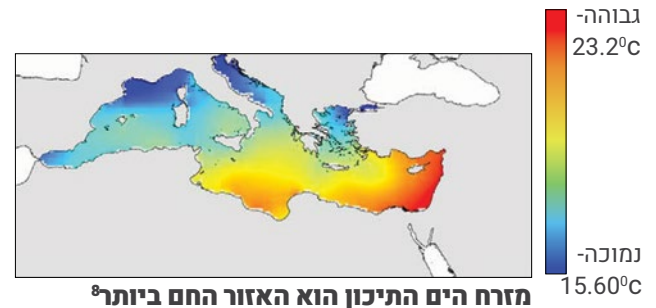 גבוהה-
23.2⁰c
נמוכה-
15.60⁰c
מזרח הים התיכון הוא האזור החם ביותר⁸